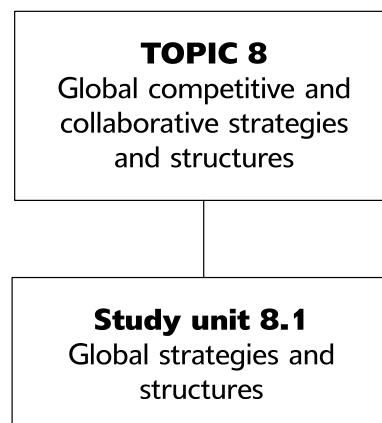 TOPIC 8
Global competitive and
collaborative strategies
and structures
Study unit 8.1
Global strategies and
structures